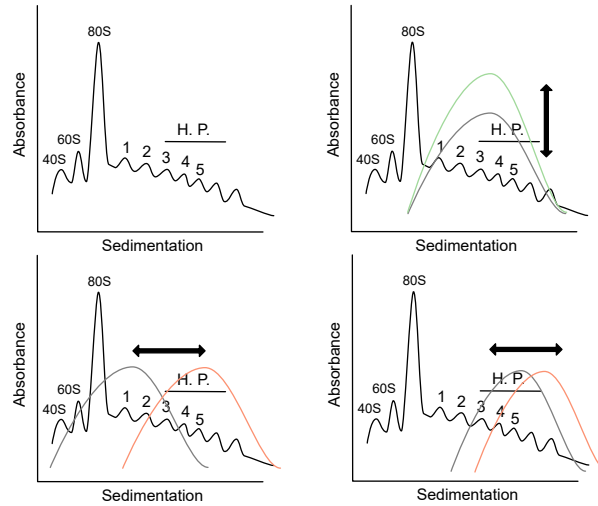 80S
60S
40S
1 2 3 4 5
H. P.
Absorbance
Sedimentation
80S
60S
40S
1 2 3 4 5
H. P.
Absorbance
Sedimentation
80S
60S
40S
1 2 3 4 5
H. P.
Absorbance
Sedimentation
80S
60S
40S
1 2 3 4 5
H. P.
Absorbance
Sedimentation